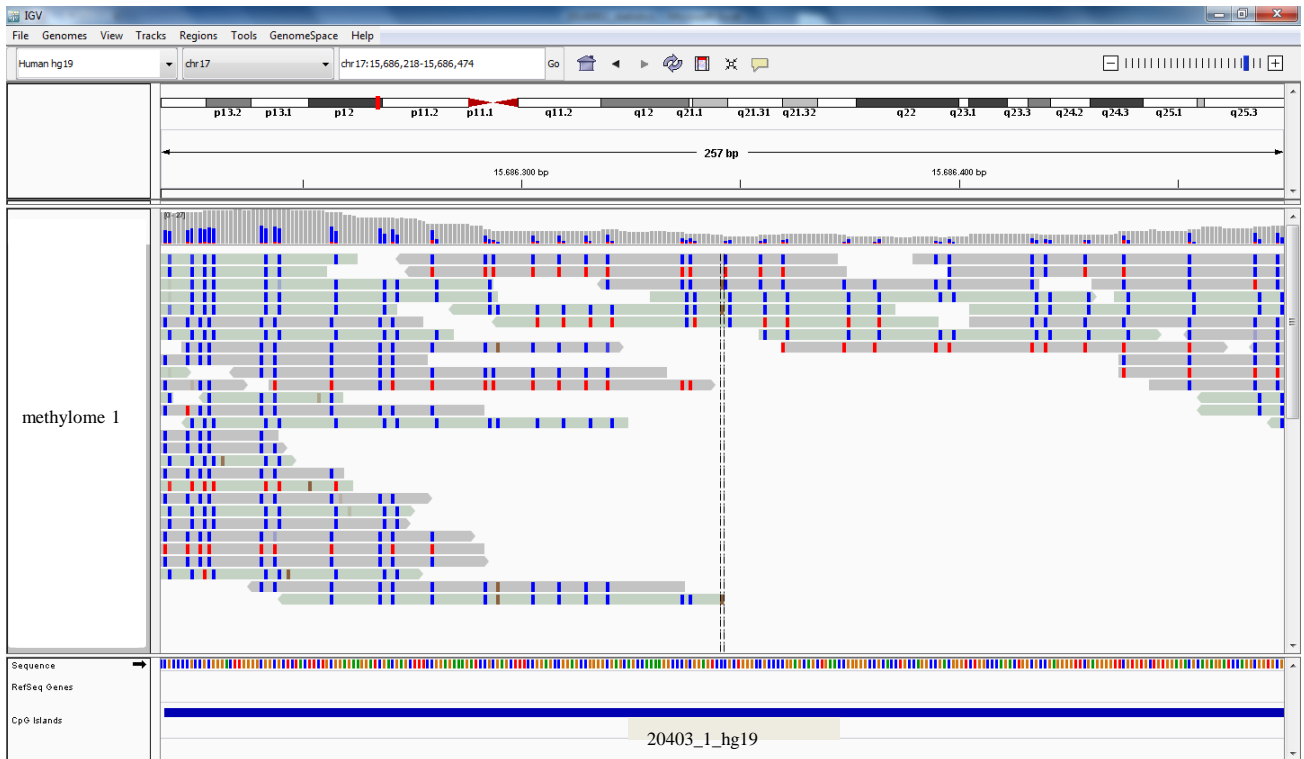 IGV
File Genomes View Tracks Regions Tools GenomeSpace Help
Human hg19 chr17 chr17:15,686,218-15,686,474 Go
p13.2 p13.1 p12 p11.2 p11.1 q11.2 q12 q21.1 q21.31 q21.32 q22 q23.1 q23.3 q24.2 q24.3 q25.1 q25.3
257 bp
15.686.300 bp 15.686.400 bp
[0 - 27]
methylome 1
Sequence
RefSeq Genes
CpG Islands
20403_1_hg19